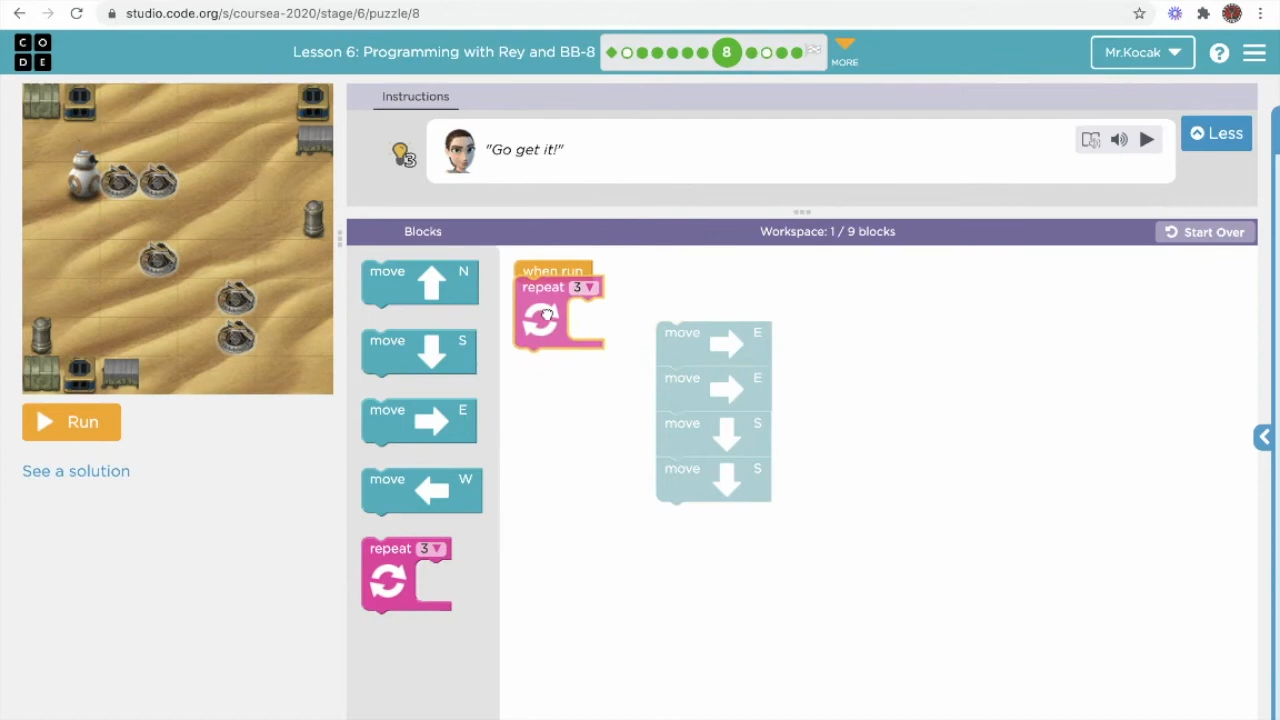 studio.code.org/s/coursea-2020/stage/6/puzzle/8
C O
D E
Lesson 6: Programming with Rey and BB-8
8
MORE
Mr.Kocak
?
Instructions
3
"Go get it!"
Less
Blocks
Workspace: 1 / 9 blocks
Start Over
move N
move S
move E
move W
repeat 3
when run
repeat 3
move E
move E
move S
move S
Run
See a solution